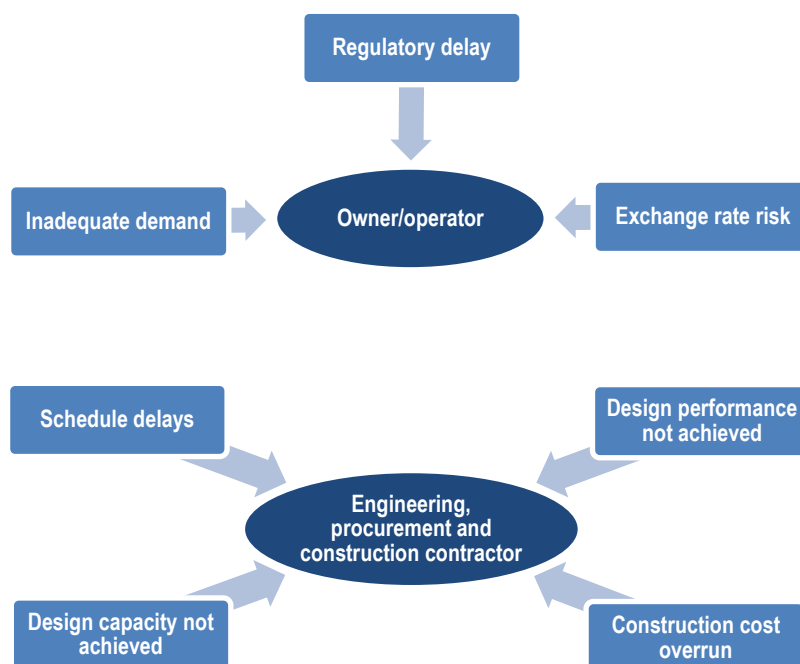 Regulatory delay
Inadequate demand
Owner/operator
Exchange rate risk
Schedule delays
Design performance
not achieved
Engineering,
procurement and
construction contractor
Design capacity not
achieved
Construction cost
overrun